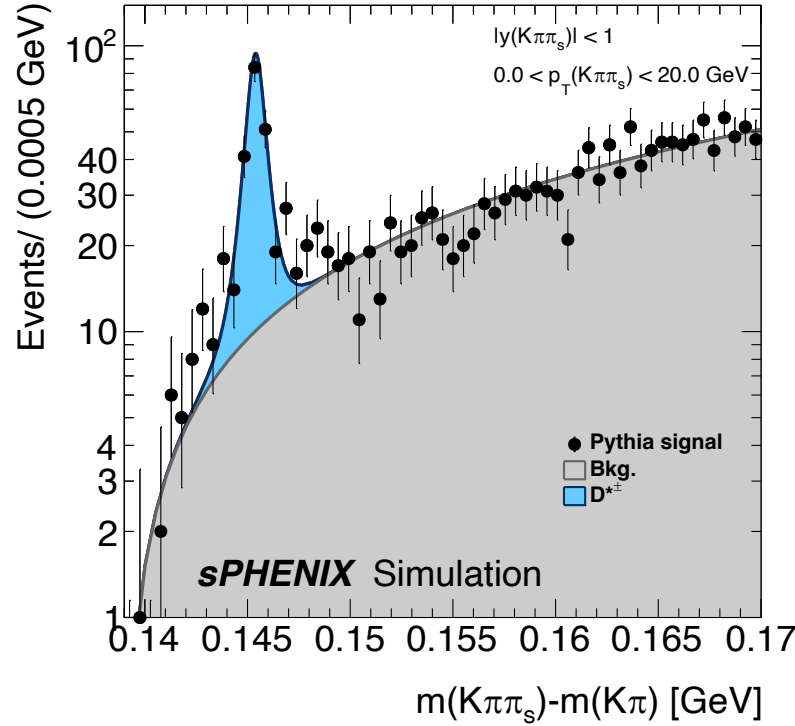 |y(Kππₛ)| < 1
0.0 < p_T(Kππₛ) < 20.0 GeV
Events/ (0.0005 GeV)
10²
40
30
20
10
4
3
2
1
Pythia signal
Bkg.
D*±
sPHENIX Simulation
0.14 0.145 0.15 0.155 0.16 0.165 0.17
m(Kππₛ)-m(Kπ) [GeV]